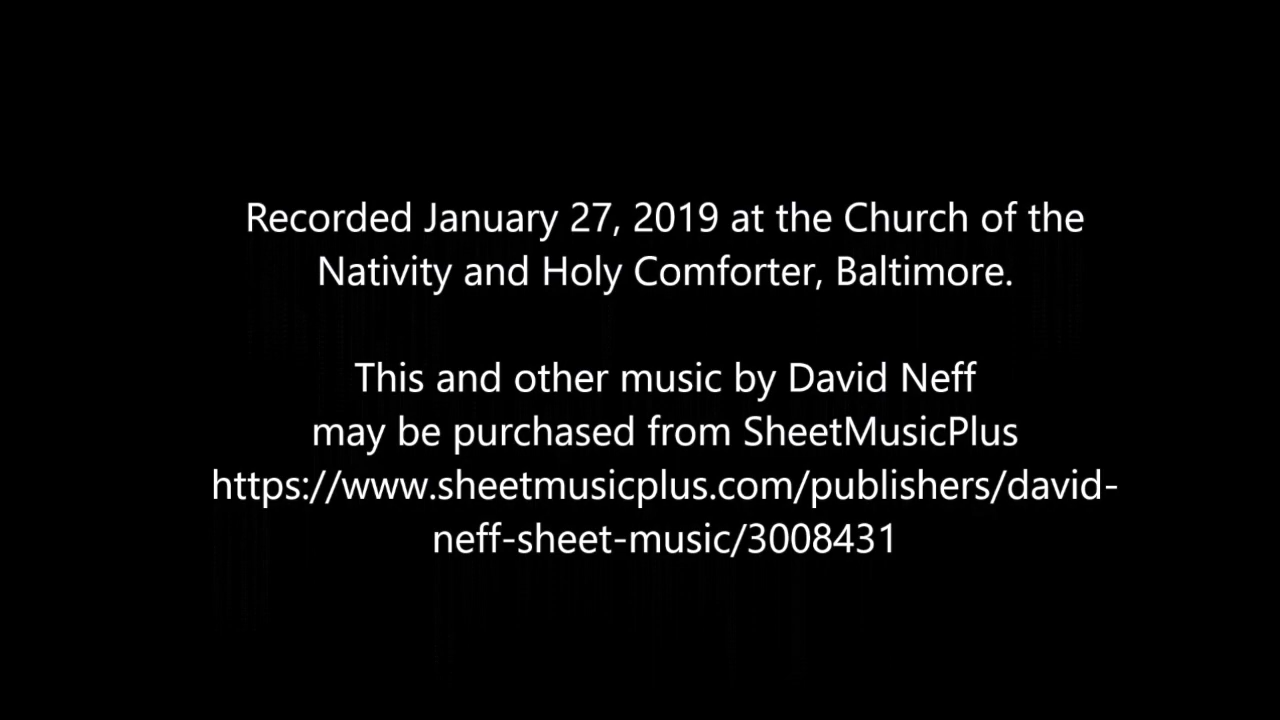 Recorded January 27, 2019 at the Church of the
Nativity and Holy Comforter, Baltimore.
This and other music by David Neff
may be purchased from SheetMusicPlus
https://www.sheetmusicplus.com/publishers/david-
neff-sheet-music/3008431